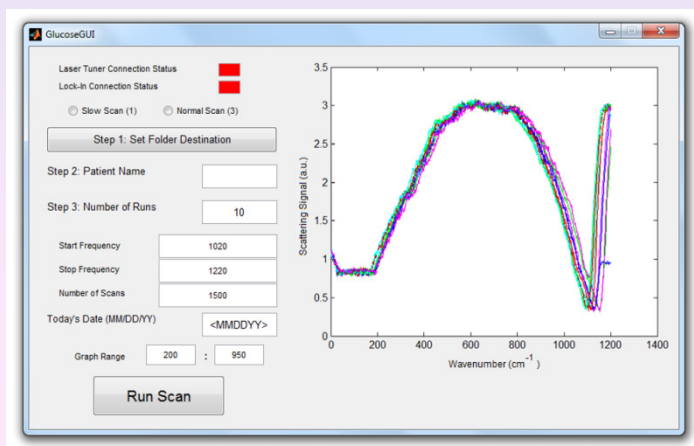 GlucoseGUI
Laser Tuner Connection Status
Lock-In Connection Status
Slow Scan (1) Normal Scan (3)
Step 1: Set Folder Destination
Step 2: Patient Name
Step 3: Number of Runs 10
Start Frequency 1020
Stop Frequency 1220
Number of Scans 1500
Today's Date (MM/DD/YY) <MMDDYY>
Graph Range 200 : 950
Run Scan
3.5
3
2.5
2
1.5
1
0.5
0
Scattering Signal (a.u.)
0 200 400 600 800 1000 1200 1400
Wavenumber (cm⁻¹ )